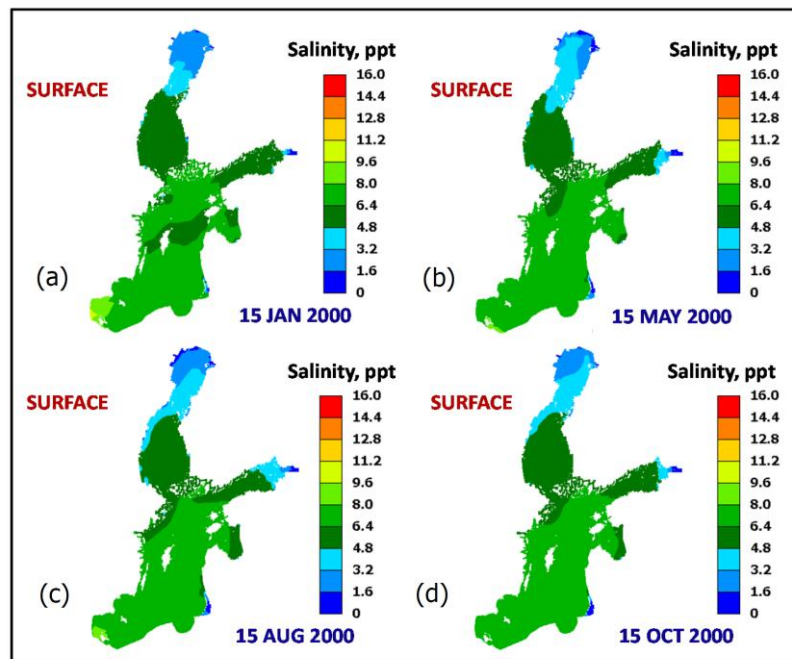 Salinity, ppt
SURFACE
16.0
14.4
12.8
11.2
9.6
8.0
6.4
4.8
3.2
1.6
0
(a)
15 JAN 2000
Salinity, ppt
SURFACE
16.0
14.4
12.8
11.2
9.6
8.0
6.4
4.8
3.2
1.6
0
(b)
15 MAY 2000
Salinity, ppt
SURFACE
16.0
14.4
12.8
11.2
9.6
8.0
6.4
4.8
3.2
1.6
0
(c)
15 AUG 2000
Salinity, ppt
SURFACE
16.0
14.4
12.8
11.2
9.6
8.0
6.4
4.8
3.2
1.6
0
(d)
15 OCT 2000